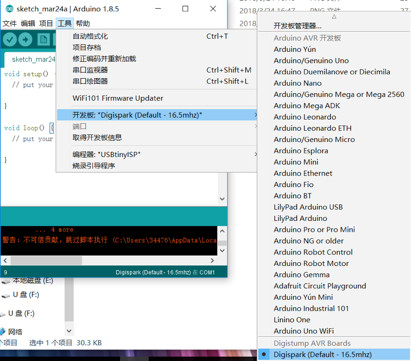 sketch_mar24a | Arduino 1.8.5
文件 编辑 项目 工具 帮助
sketch_mar24a
void setup()
// put your
}
void loop() {
// put your
}
... 4 more
警告: 不可信贡献, 跳过脚本执行 (C:\Users\34476\AppData\Loca
9
Digispark (Default - 16.5mhz) 在 COM1
自动格式化 Ctrl+T
项目存档
修正编码并重新加载
串口监视器 Ctrl+Shift+M
串口绘图器 Ctrl+Shift+L
WiFi101 Firmware Updater
开发板: "Digispark (Default - 16.5mhz)"
端口
取得开发板信息
编程器: "USBtinyISP"
烧录引导程序
开发板管理器...
Arduino AVR 开发板
Arduino Yún
Arduino/Genuino Uno
Arduino Duemilanove or Diecimila
Arduino Nano
Arduino/Genuino Mega or Mega 2560
Arduino Mega ADK
Arduino Leonardo
Arduino Leonardo ETH
Arduino/Genuino Micro
Arduino Esplora
Arduino Mini
Arduino Ethernet
Arduino Fio
Arduino BT
LilyPad Arduino USB
LilyPad Arduino
Arduino Pro or Pro Mini
Arduino NG or older
Arduino Robot Control
Arduino Robot Motor
Arduino Gemma
Adafruit Circuit Playground
Arduino Yún Mini
Arduino Industrial 101
Linino One
Arduino Uno WiFi
Digistump AVR Boards
Digispark (Default - 16.5mhz)
本地磁盘 (E:)
U 盘 (F:)
U 盘 (F:)
网络
个项目 选中 1 个项目 30.3 KB